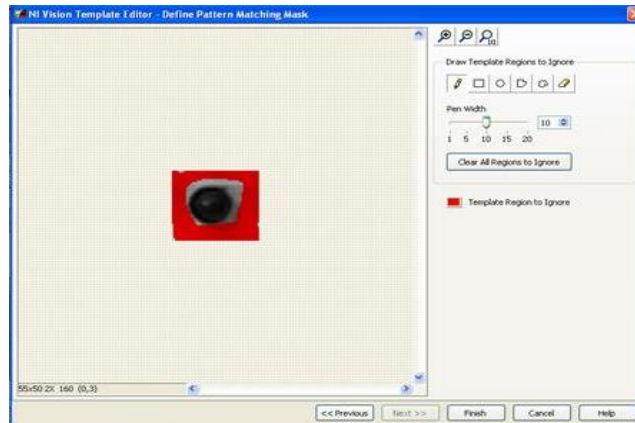 NI Vision Template Editor - Define Pattern Matching Mask
Draw Template Regions to Ignore
Pen Width
10
1 5 10 15 20
Clear All Regions to Ignore
Template Region to Ignore
55x50 2X 160 (0,3)
<< Previous Next >> Finish Cancel Help